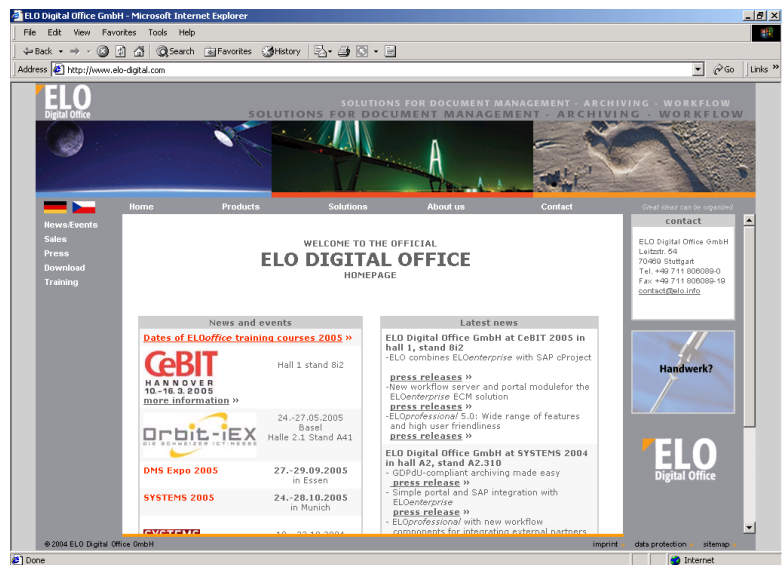 ELO Digital Office GmbH - Microsoft Internet Explorer
File Edit View Favorites Tools Help
Back Search Favorites History
Address http://www.elo-digital.com Go Links »
ELO
Digital Office
SOLUTIONS FOR DOCUMENT MANAGEMENT - ARCHIVING - WORKFLOW
SOLUTIONS FOR DOCUMENT MANAGEMENT - ARCHIVING - WORKFLOW
Home Products Solutions About us Contact Great ideas can be organized
News/Events
Sales
Press
Download
Training
WELCOME TO THE OFFICIAL
ELO DIGITAL OFFICE
HOMEPAGE
News and events
Dates of ELOoffice training courses 2005 »
CeBIT
HANNOVER
10.-16.3.2005
Hall 1 stand 8i2
more information »
Orbit-iEX
DIE SCHWEIZER ICT-MESSE
24.-27.05.2005
Basel
Halle 2.1 Stand A41
DMS Expo 2005
27.-29.09.2005
in Essen
SYSTEMS 2005
24.-28.10.2005
in Munich
SYSTEMS
Latest news
ELO Digital Office GmbH at CeBIT 2005 in
hall 1, stand 8i2
-ELO combines ELOenterprise with SAP cProject
press releases »
-New workflow server and portal modulefor the
ELOenterprise ECM solution
press releases »
-ELOprofessional 5.0: Wide range of features
and high user friendliness
press releases »
ELO Digital Office GmbH at SYSTEMS 2004
in hall A2, stand A2.310
- GDPdU-compliant archiving made easy
press release »
- Simple portal and SAP integration with
ELOenterprise
press release »
- ELOprofessional with new workflow
components for integrating external partners
contact
ELO Digital Office GmbH
Leitzstr. 54
70469 Stuttgart
Tel. +49 711 806089-0
Fax +49 711 806089-19
contact@elo.info
Handwerk?
ELO
Digital Office
© 2004 ELO Digital Office GmbH imprint data protection sitemap
Done Internet